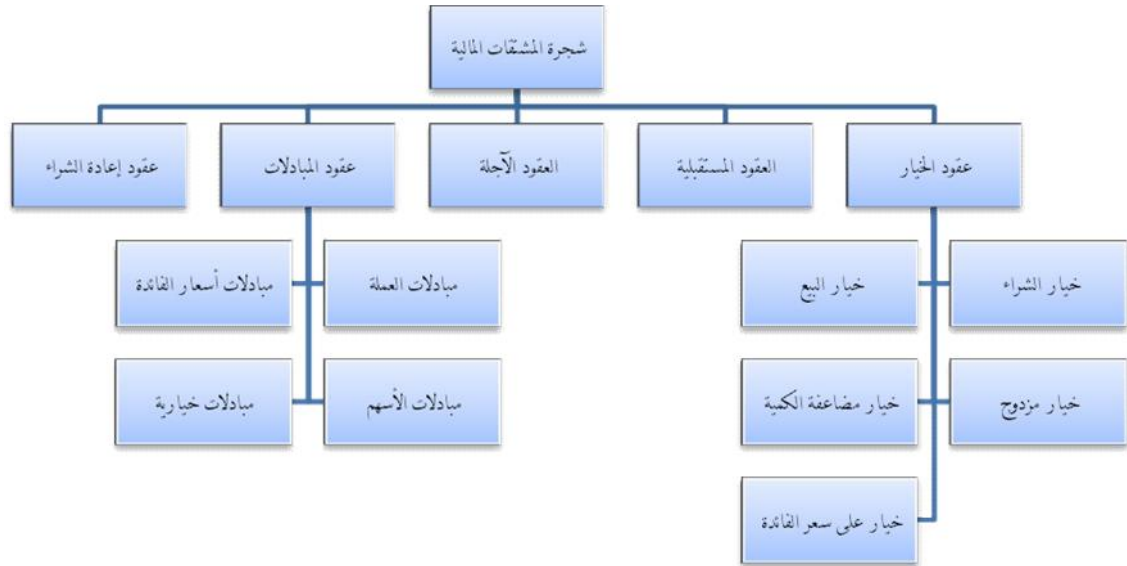 شجرة المشتقات المالية
عقود الخيار
العقود المستقبلية
العقود الآجلة
عقود المبادلات
عقود إعادة الشراء
خيار الشراء
خيار البيع
مبادلات العملة
مبادلات أسعار الفائدة
خيار مزدوج
خيار مضاعفة الكمية
مبادلات الأسهم
مبادلات خيارية
خيار على سعر الفائدة